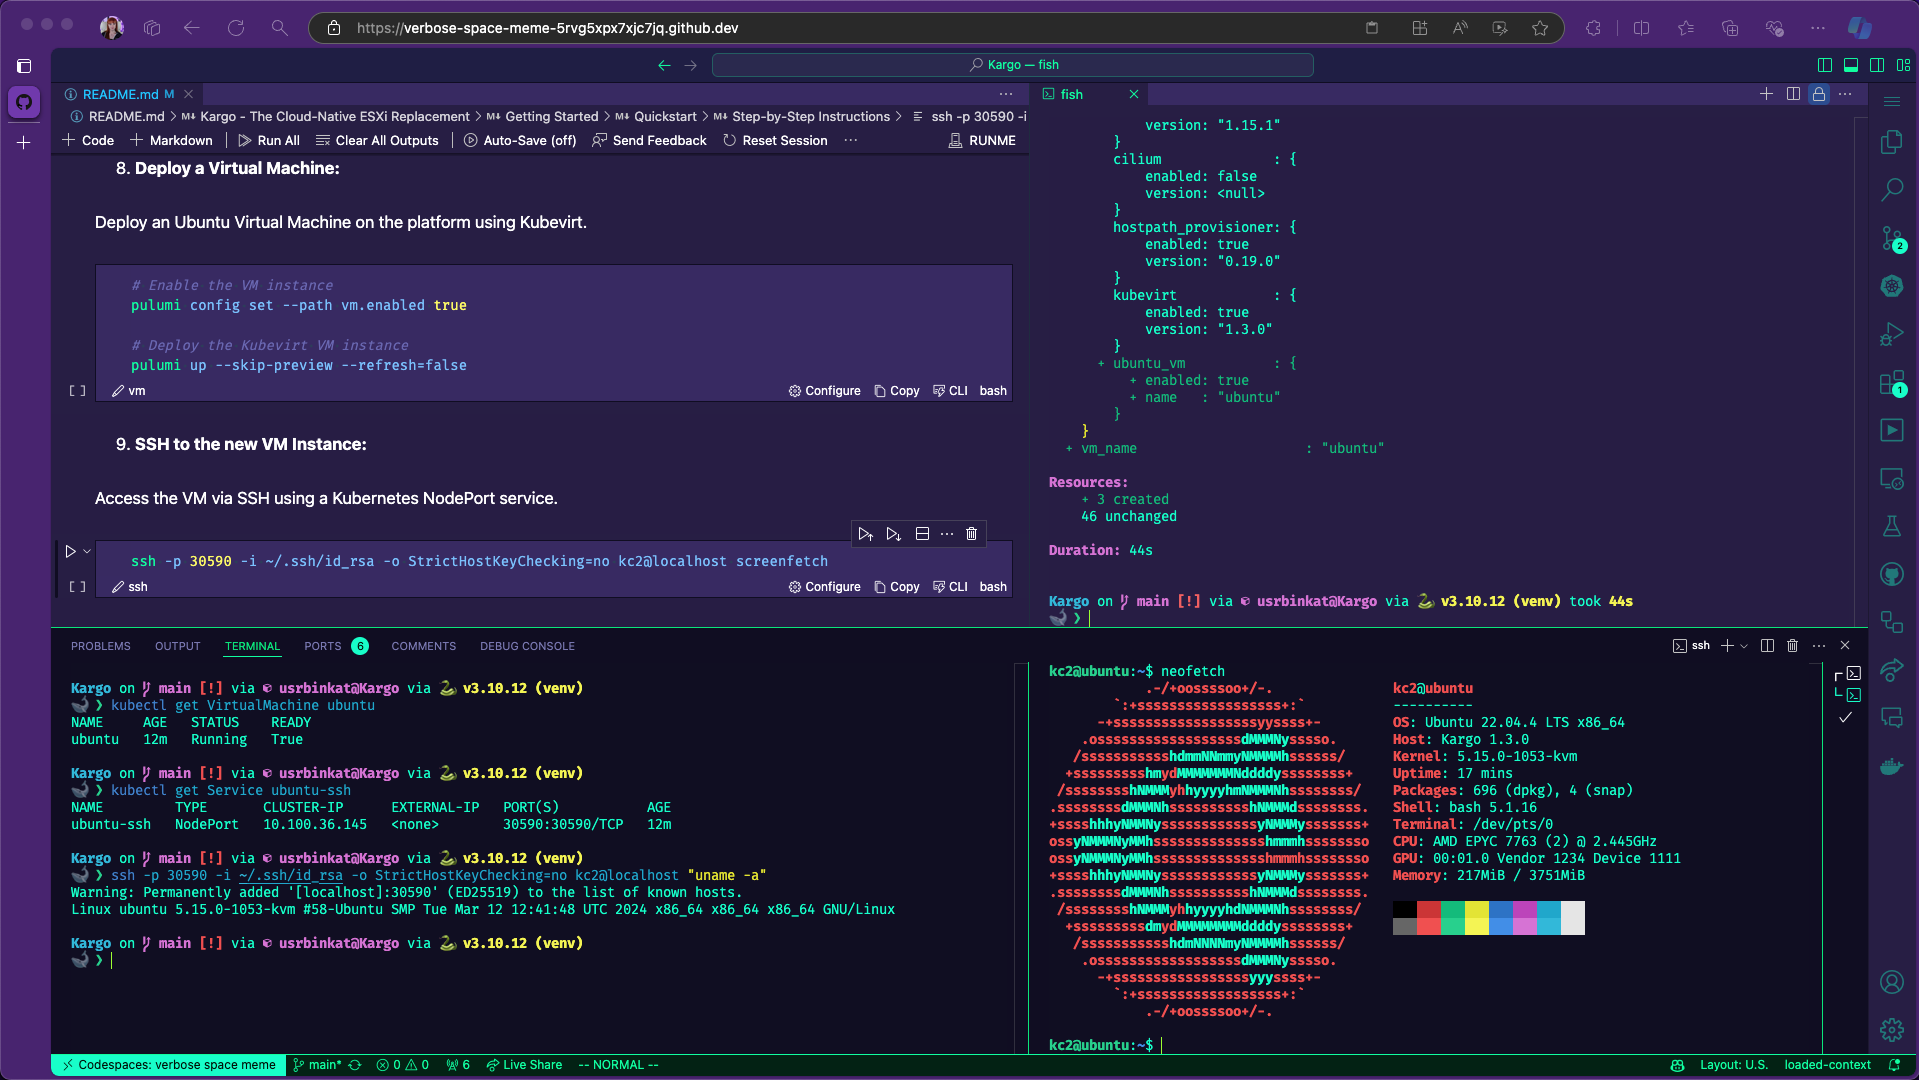 https://verbose-space-meme-5rvg5xpx7xjc7jq.github.dev
Kargo — fish
README.md M
README.md > Kargo - The Cloud-Native ESXi Replacement > Getting Started > Quickstart > Step-by-Step Instructions > ssh -p 30590 -i
Code Markdown Run All Clear All Outputs Auto-Save (off) Send Feedback Reset Session ··· RUNME
8. Deploy a Virtual Machine:
Deploy an Ubuntu Virtual Machine on the platform using Kubevirt.
# Enable the VM instance
pulumi config set --path vm.enabled true
# Deploy the Kubevirt VM instance
pulumi up --skip-preview --refresh=false
[ ] vm Configure Copy CLI bash
9. SSH to the new VM Instance:
Access the VM via SSH using a Kubernetes NodePort service.
ssh -p 30590 -i ~/.ssh/id_rsa -o StrictHostKeyChecking=no kc2@localhost screenfetch
[ ] ssh Configure Copy CLI bash
fish
version: "1.15.1"
}
cilium : {
enabled: false
version: <null>
}
hostpath_provisioner: {
enabled: true
version: "0.19.0"
}
kubevirt : {
enabled: true
version: "1.3.0"
}
+ ubuntu_vm : {
+ enabled: true
+ name : "ubuntu"
}
}
+ vm_name : "ubuntu"
Resources:
+ 3 created
46 unchanged
Duration: 44s
Kargo on main [!] via usrbinkat@Kargo via v3.10.12 (venv) took 44s
❯
2
1
PROBLEMS OUTPUT TERMINAL PORTS 6 COMMENTS DEBUG CONSOLE
ssh
Kargo on main [!] via usrbinkat@Kargo via v3.10.12 (venv)
❯ kubectl get VirtualMachine ubuntu
NAME AGE STATUS READY
ubuntu 12m Running True
Kargo on main [!] via usrbinkat@Kargo via v3.10.12 (venv)
❯ kubectl get Service ubuntu-ssh
NAME TYPE CLUSTER-IP EXTERNAL-IP PORT(S) AGE
ubuntu-ssh NodePort 10.100.36.145 <none> 30590:30590/TCP 12m
Kargo on main [!] via usrbinkat@Kargo via v3.10.12 (venv)
❯ ssh -p 30590 -i ~/.ssh/id_rsa -o StrictHostKeyChecking=no kc2@localhost "uname -a"
Warning: Permanently added '[localhost]:30590' (ED25519) to the list of known hosts.
Linux ubuntu 5.15.0-1053-kvm #58-Ubuntu SMP Tue Mar 12 12:41:48 UTC 2024 x86_64 x86_64 x86_64 GNU/Linux
Kargo on main [!] via usrbinkat@Kargo via v3.10.12 (venv)
❯
kc2@ubuntu:~$ neofetch
kc2@ubuntu
----------
OS: Ubuntu 22.04.4 LTS x86_64
Host: Kargo 1.3.0
Kernel: 5.15.0-1053-kvm
Uptime: 17 mins
Packages: 696 (dpkg), 4 (snap)
Shell: bash 5.1.16
Terminal: /dev/pts/0
CPU: AMD EPYC 7763 (2) @ 2.445GHz
GPU: 00:01.0 Vendor 1234 Device 1111
Memory: 217MiB / 3751MiB
kc2@ubuntu:~$
Codespaces: verbose space meme main* 0 0 6 Live Share -- NORMAL -- Layout: U.S. loaded-context